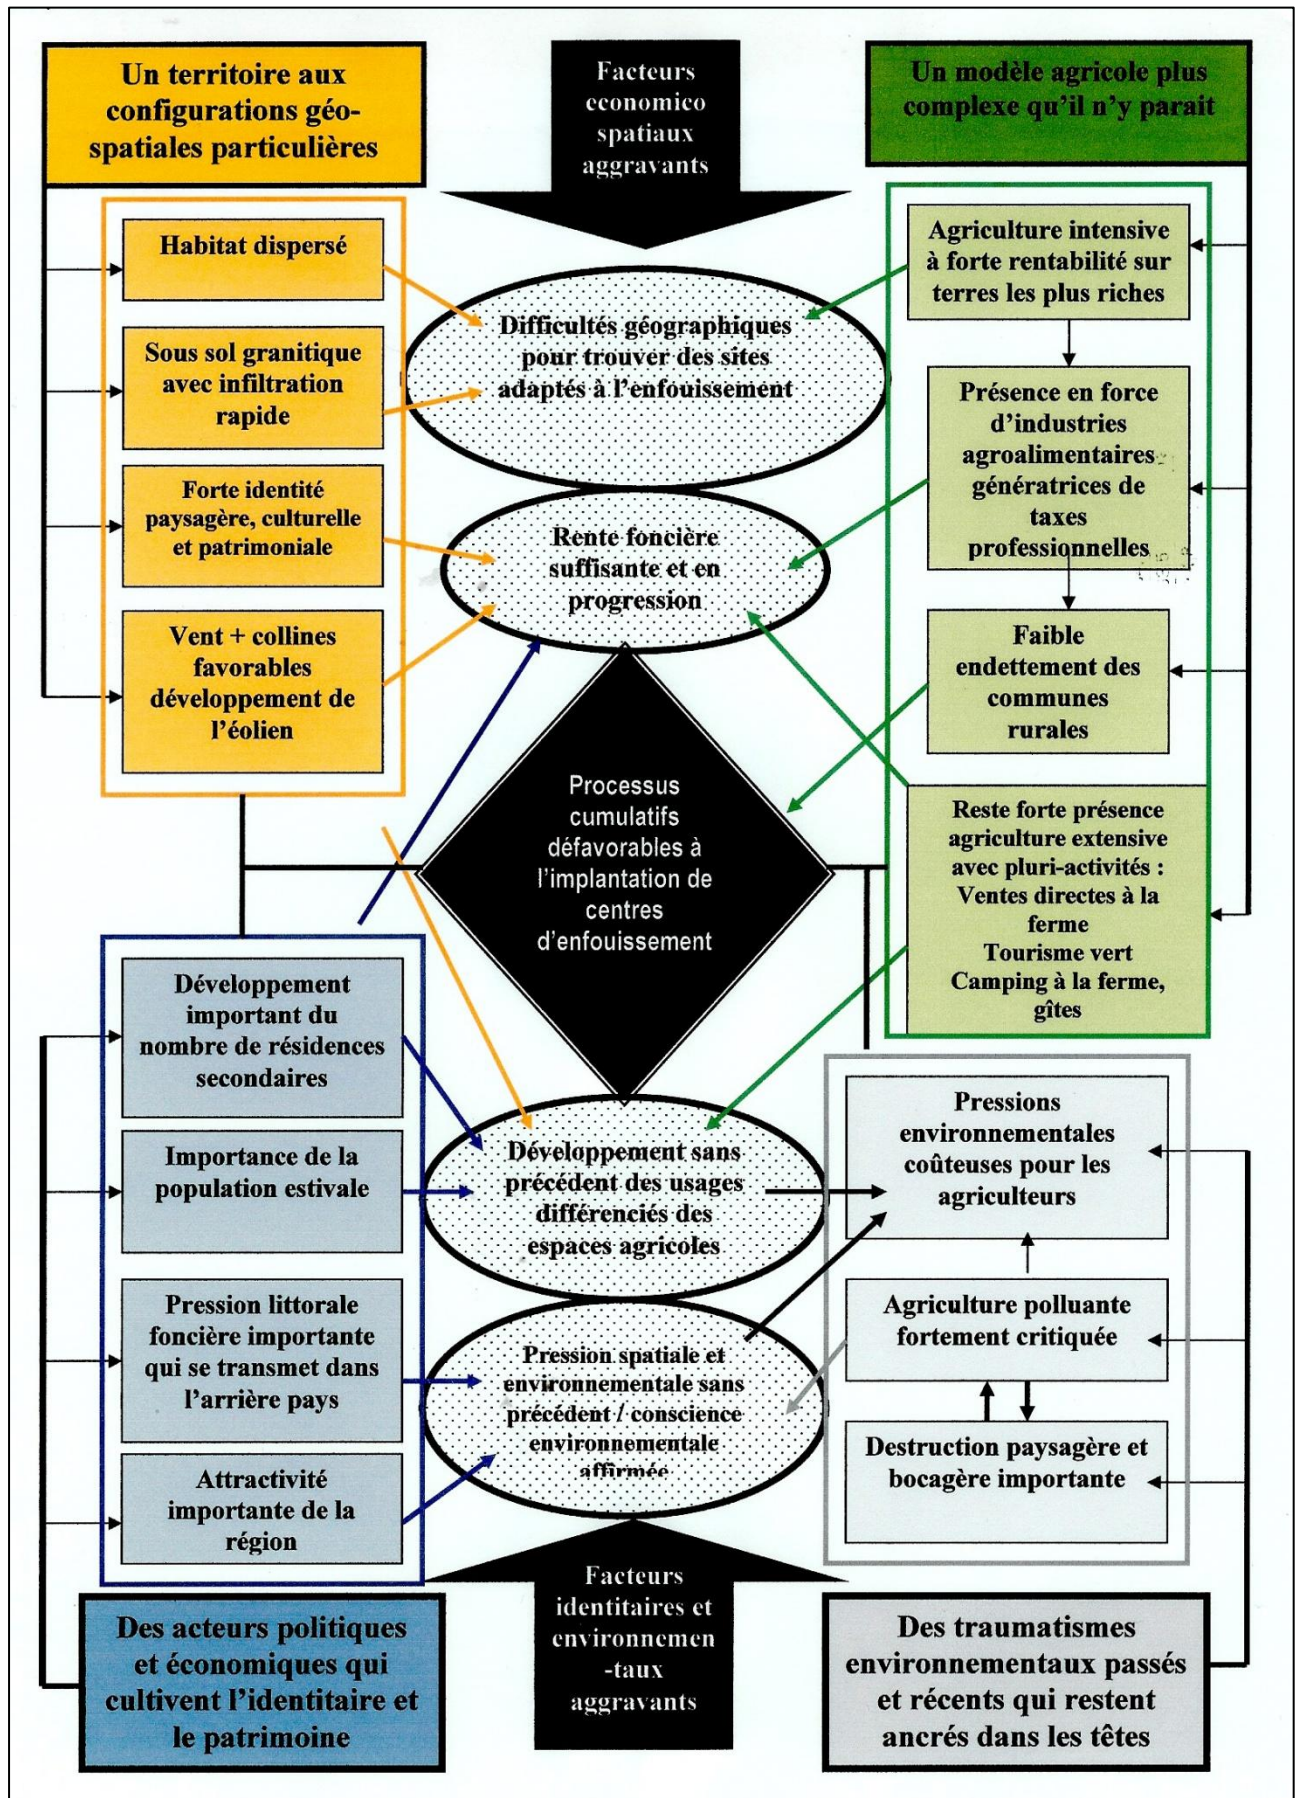 Un territoire aux
configurations géo-
spatiales particulières
Facteurs
economico
spatiaux
aggravants
Un modèle agricole plus
complexe qu'il n'y parait
Habitat dispersé
Sous sol granitique
avec infiltration
rapide
Forte identité
paysagère, culturelle
et patrimoniale
Vent + collines
favorables
développement de
l'éolien
Difficultés géographiques
pour trouver des sites
adaptés à l'enfouissement
Rente foncière
suffisante et en
progression
Agriculture intensive
à forte rentabilité sur
terres les plus riches
Présence en force
d'industries
agroalimentaires
génératrices de
taxes
professionnelles
Faible
endettement des
communes
rurales
Reste forte présence
agriculture extensive
avec pluri-activités :
Ventes directes à la
ferme
Tourisme vert
Camping à la ferme,
gîtes
Processus
cumulatifs
défavorables à
l'implantation de
centres
d'enfouissement
Développement
important du
nombre de résidences
secondaires
Importance de la
population estivale
Pression littorale
foncière importante
qui se transmet dans
l'arrière pays
Attractivité
importante de la
région
Développement sans
précédent des usages
différenciés des
espaces agricoles
Pression spatiale et
environnementale sans
précédent / conscience
environnementale
affirmée
Pressions
environnementales
coûteuses pour les
agriculteurs
Agriculture polluante
fortement critiquée
Destruction paysagère et
bocagère importante
Des acteurs politiques
et économiques qui
cultivent l'identitaire et
le patrimoine
Facteurs
identitaires et
environnemen
-taux
aggravants
Des traumatismes
environnementaux passés
et récents qui restent
ancrés dans les têtes